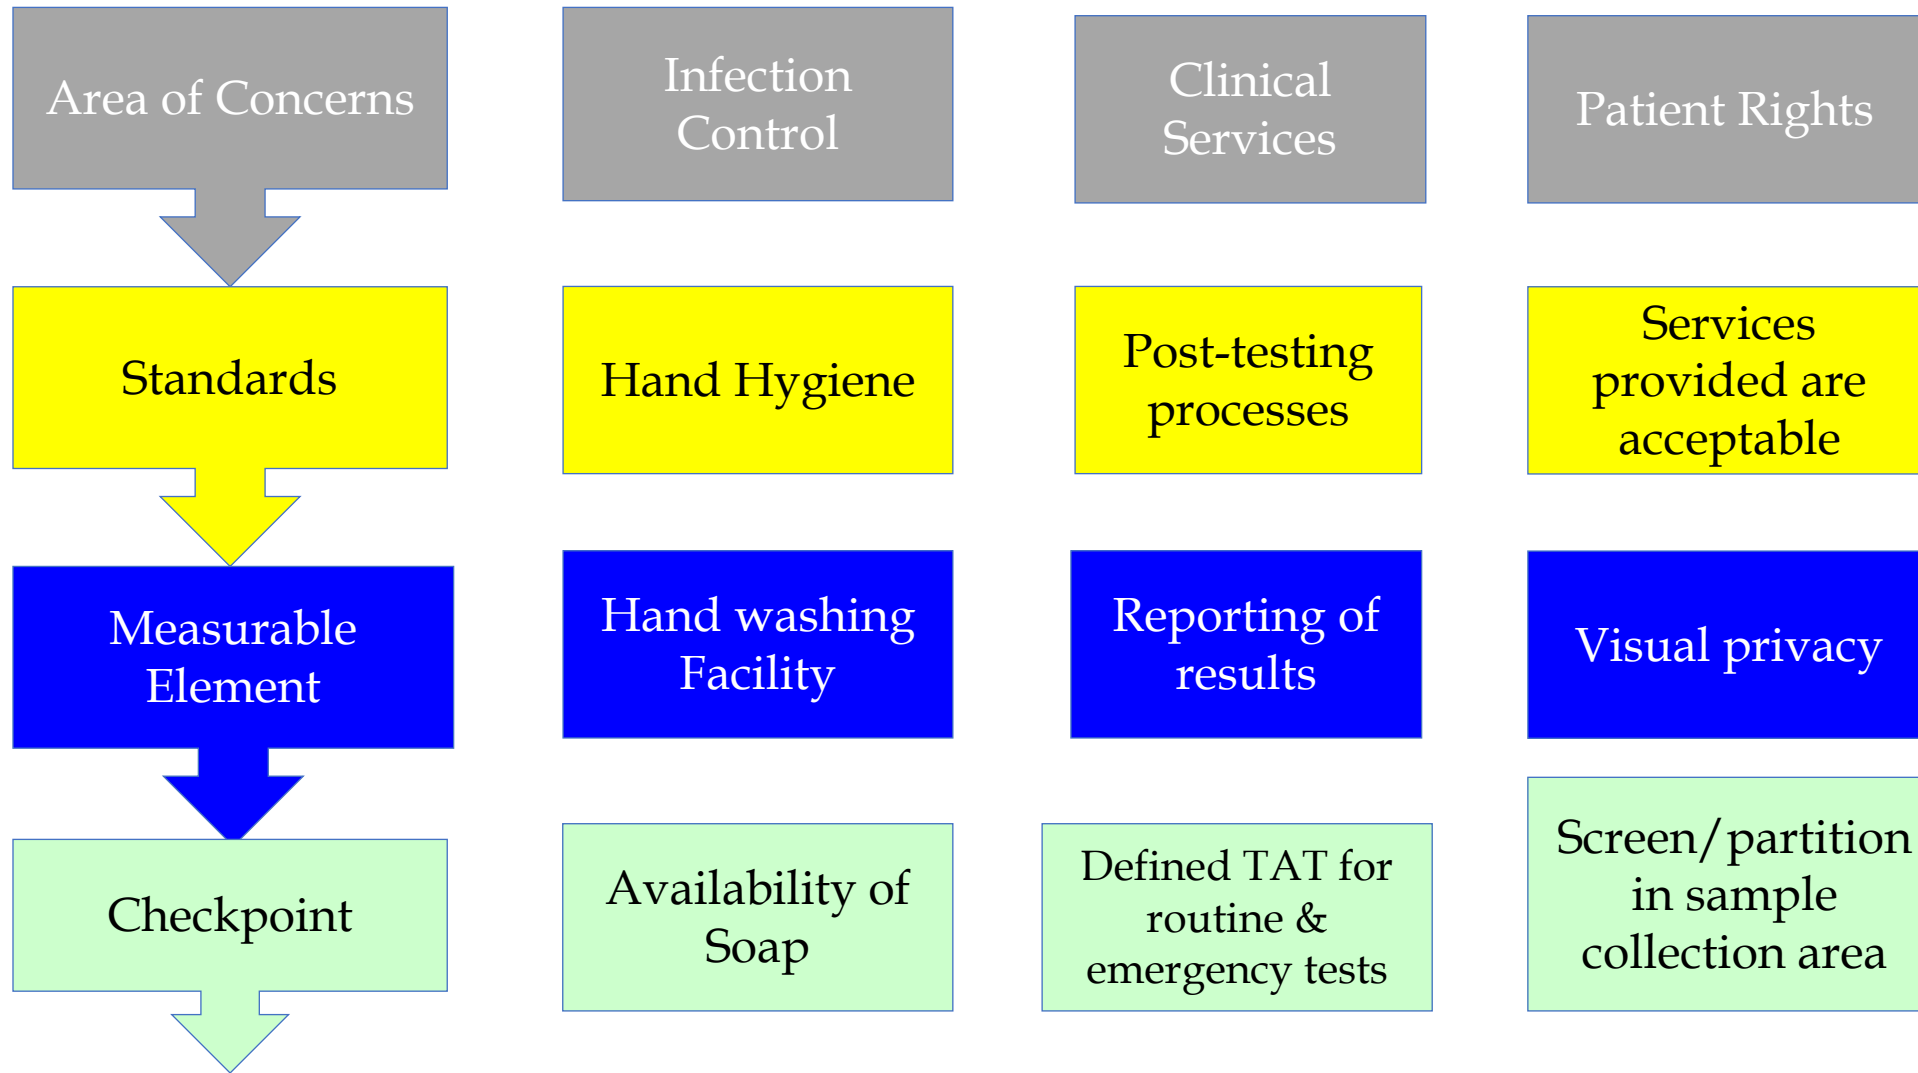 Area of Concerns
Infection
Control
Clinical
Services
Patient Rights
Standards
Hand Hygiene
Post-testing
processes
Services
provided are
acceptable
Measurable
Element
Hand washing
Facility
Reporting of
results
Visual privacy
Checkpoint
Availability of
Soap
Defined TAT for
routine &
emergency tests
Screen/partition
in sample
collection area